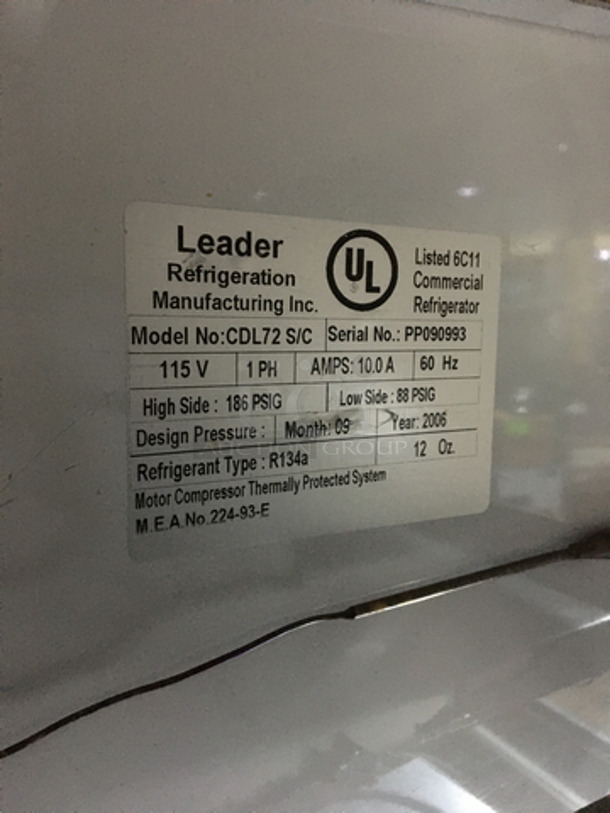 Leader
Refrigeration
Manufacturing Inc.
UL
Listed 6C11
Commercial
Refrigerator
Model No:CDL72 S/C Serial No.: PP090993
115 V 1 PH AMPS: 10.0 A 60 Hz
High Side : 186 PSIG Low Side : 88 PSIG
Design Pressure : Month: 09 Year: 2006
Refrigerant Type : R134a 12 Oz.
Motor Compressor Thermally Protected System
M.E.A.No.224-93-E
GROUP